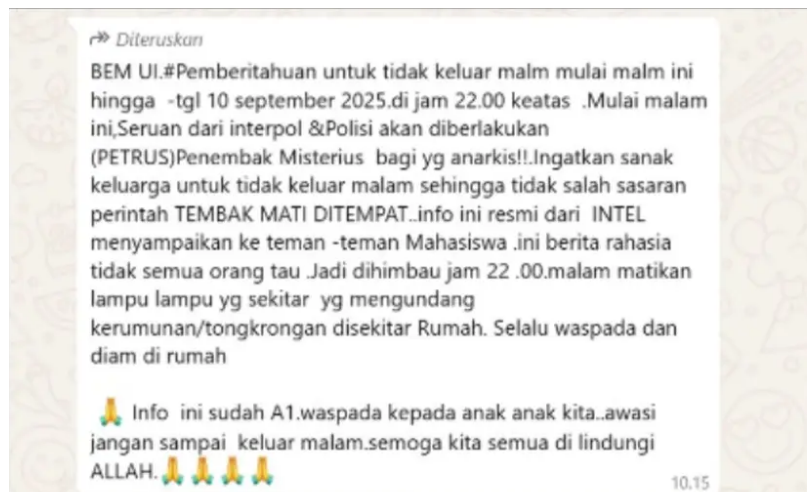 Diteruskan
BEM UI.#Pemberitahuan untuk tidak keluar malm mulai malm ini
hingga -tgl 10 september 2025.di jam 22.00 keatas .Mulai malam
ini,Seruan dari interpol &Polisi akan diberlakukan
(PETRUS)Penembak Misterius bagi yg anarkis!!.Ingatkan sanak
keluarga untuk tidak keluar malam sehingga tidak salah sasaran
perintah TEMBAK MATI DITEMPAT..info ini resmi dari INTEL
menyampaikan ke teman -teman Mahasiswa .ini berita rahasia
tidak semua orang tau .Jadi dihimbau jam 22 .00.malam matikan
lampu lampu yg sekitar yg mengundang
kerumunan/tongkrongan disekitar Rumah. Selalu waspada dan
diam di rumah
🙏 Info ini sudah A1.waspada kepada anak anak kita..awasi
jangan sampai keluar malam.semoga kita semua di lindungi
ALLAH.🙏🙏🙏🙏
10.15